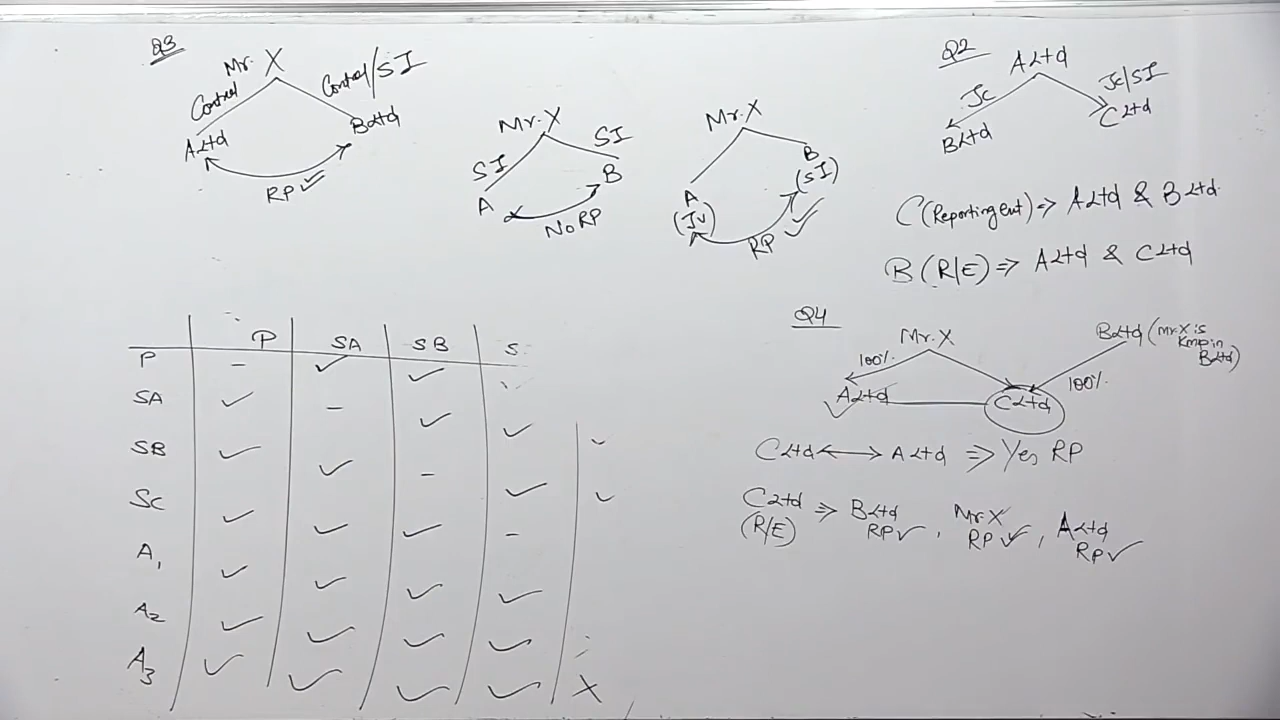 Q3
Mr. X
Control
Control/SI
A Ltd
B Ltd
RP ✓
Mr. X
SI
SI
A
B
No RP
Mr. X
A
(JV)
B
(SI)
RP ✓✓
Q2
A Ltd
Jc
Jc/SI
B Ltd
C Ltd
C (Reporting ent) => A Ltd & B Ltd
B (R/E) => A Ltd & C Ltd
P SA SB S
P - ✓ ✓ ✓
SA ✓ - ✓ ✓ ✓
SB ✓ ✓ - ✓ ✓
SC ✓ ✓ ✓ -
A1 ✓ ✓ ✓ ✓
A2 ✓ ✓ ✓ ✓
A3 ✓ ✓ ✓ ✓ X
Q4
Mr. X
B Ltd (Mr. X is
Kmp in
B Ltd)
100%.
100%.
A Ltd
✓
C Ltd
C Ltd <-> A Ltd => Yes RP
C Ltd => B Ltd, Mr. X, A Ltd
(R/E) RP ✓ RP ✓ RP ✓